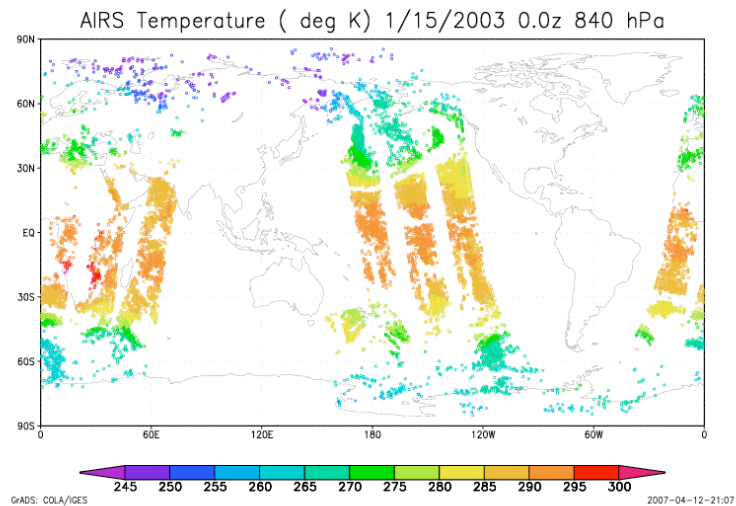 AIRS Temperature ( deg K) 1/15/2003 0.0z 840 hPa
90N
60N
30N
EQ
30S
60S
90S
0 60E 120E 180 120W 60W 0
245 250 255 260 265 270 275 280 285 290 295 300
GrADS: COLA/IGES 2007-04-12-21:07